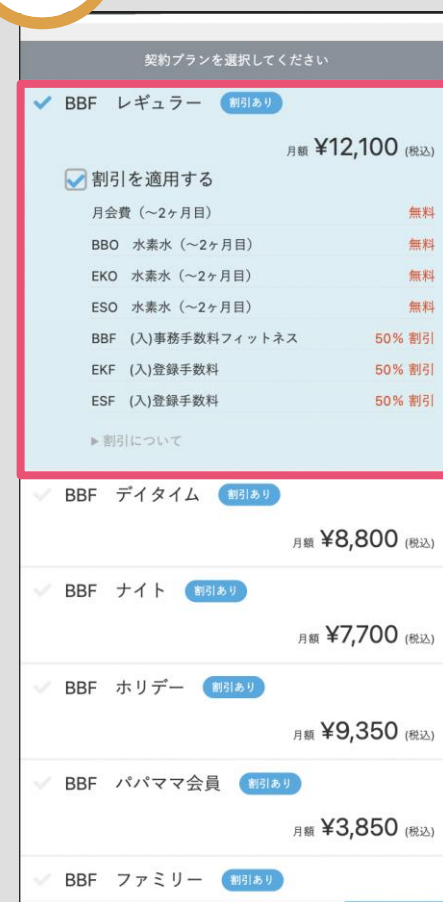 契約プランを選択してください
BBF レギュラー 割引あり
月額 ¥12,100 (税込)
割引を適用する
月会費（〜2ヶ月目） 無料
BBO 水素水（〜2ヶ月目） 無料
EKO 水素水（〜2ヶ月目） 無料
ESO 水素水（〜2ヶ月目） 無料
BBF (入)事務手数料フィットネス 50% 割引
EKF (入)登録手数料 50% 割引
ESF (入)登録手数料 50% 割引
▶割引について
BBF デイタイム 割引あり
月額 ¥8,800 (税込)
BBF ナイト 割引あり
月額 ¥7,700 (税込)
BBF ホリデー 割引あり
月額 ¥9,350 (税込)
BBF パパママ会員 割引あり
月額 ¥3,850 (税込)
BBF ファミリー 割引あり